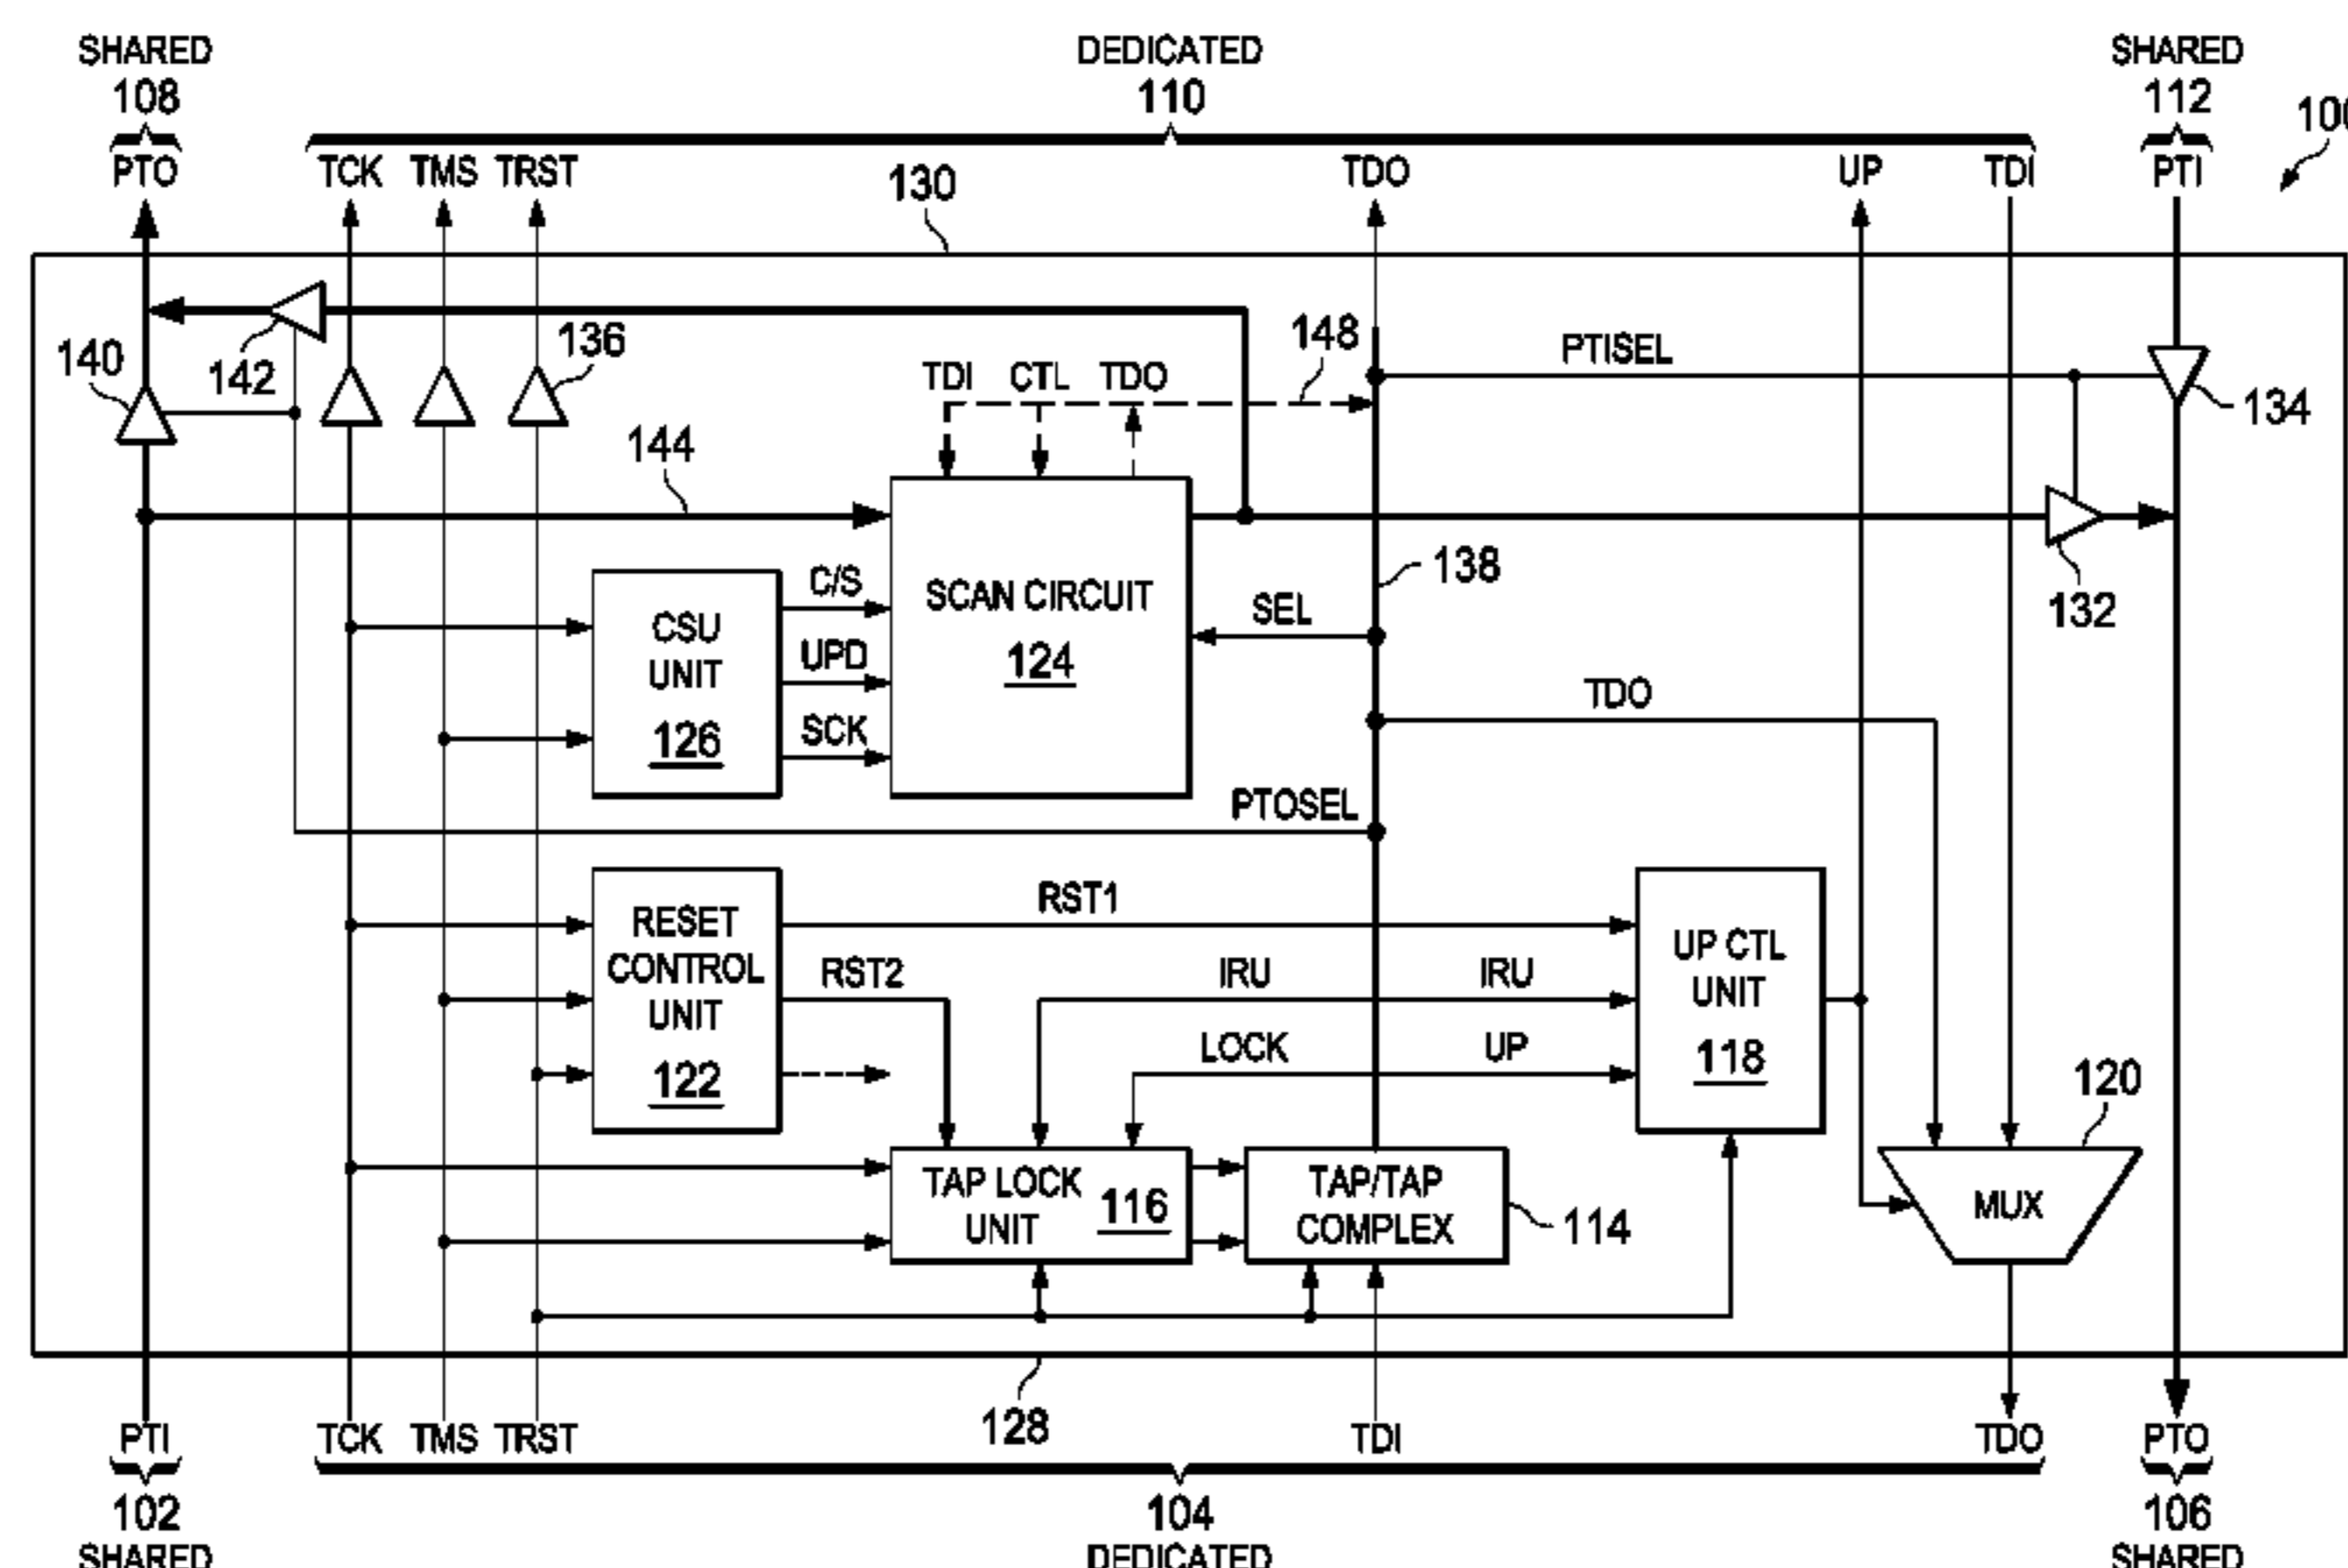 SHARED
DEDICATED
SHARED
108
110
112
PTO
TCK
TMS
TRST
TDO
UP
TDI
PTI
130
140
142
136
148
TDI
CTL
TDO
PTISEL
134
144
132
138
CSU
UNIT
126
C/S
UPD
SCK
SCAN CIRCUIT
124
SEL
TDO
PTOSEL
RESET
CONTROL
UNIT
122
RST1
RST2
IRU
IRU
LOCK
UP
UP CTL
UNIT
118
120
TAP LOCK
UNIT
116
TAP/TAP
COMPLEX
114
MUX
128
PTI
TCK
TMS
TRST
TDI
TDO
PTO
102
104
106
SHARED
DEDICATED
SHARED